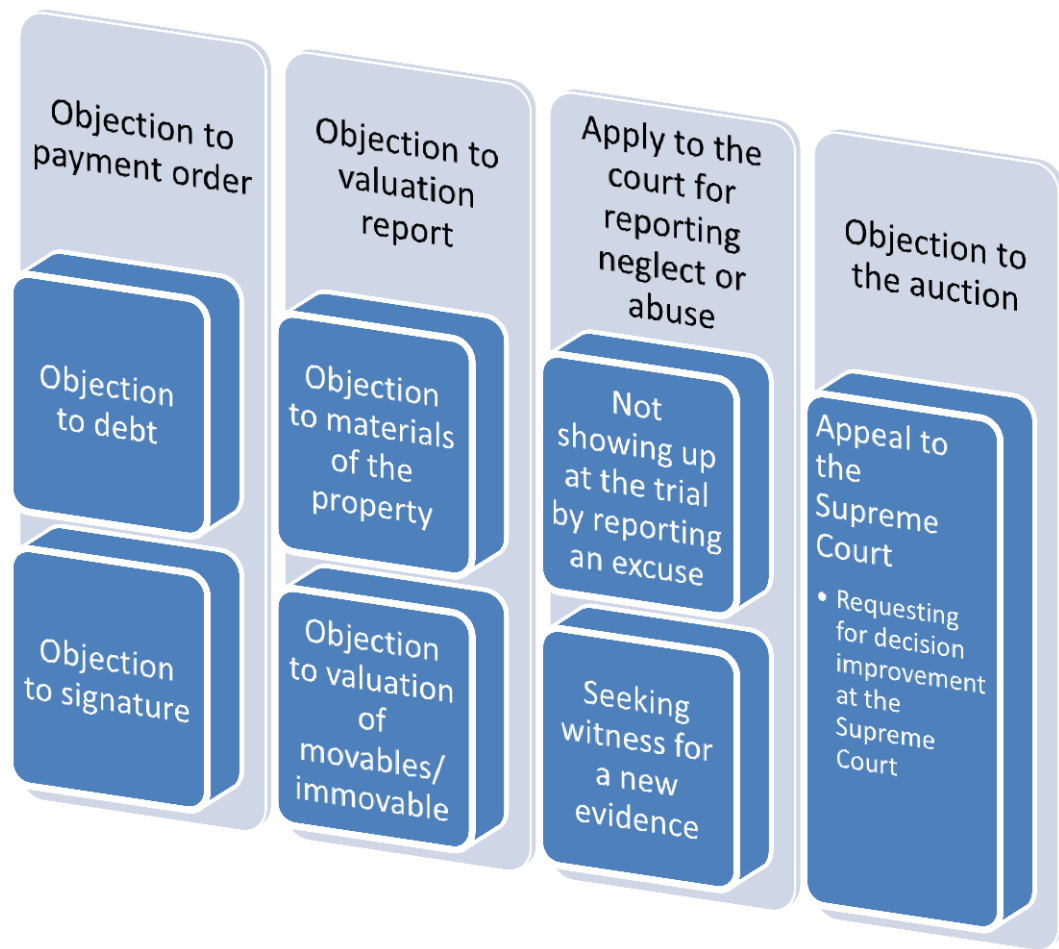 Objection to
payment order
Objection
to debt
Objection
to signature
Objection to
valuation
report
Objection
to materials
of the
property
Objection
to valuation
of
movables/
immovable
Apply to the
court for
reporting
neglect or
abuse
Not
showing up
at the trial
by reporting
an excuse
Seeking
witness for
a new
evidence
Objection to
the auction
Appeal to
the
Supreme
Court
• Requesting
for decision
improvement
at the
Supreme
Court